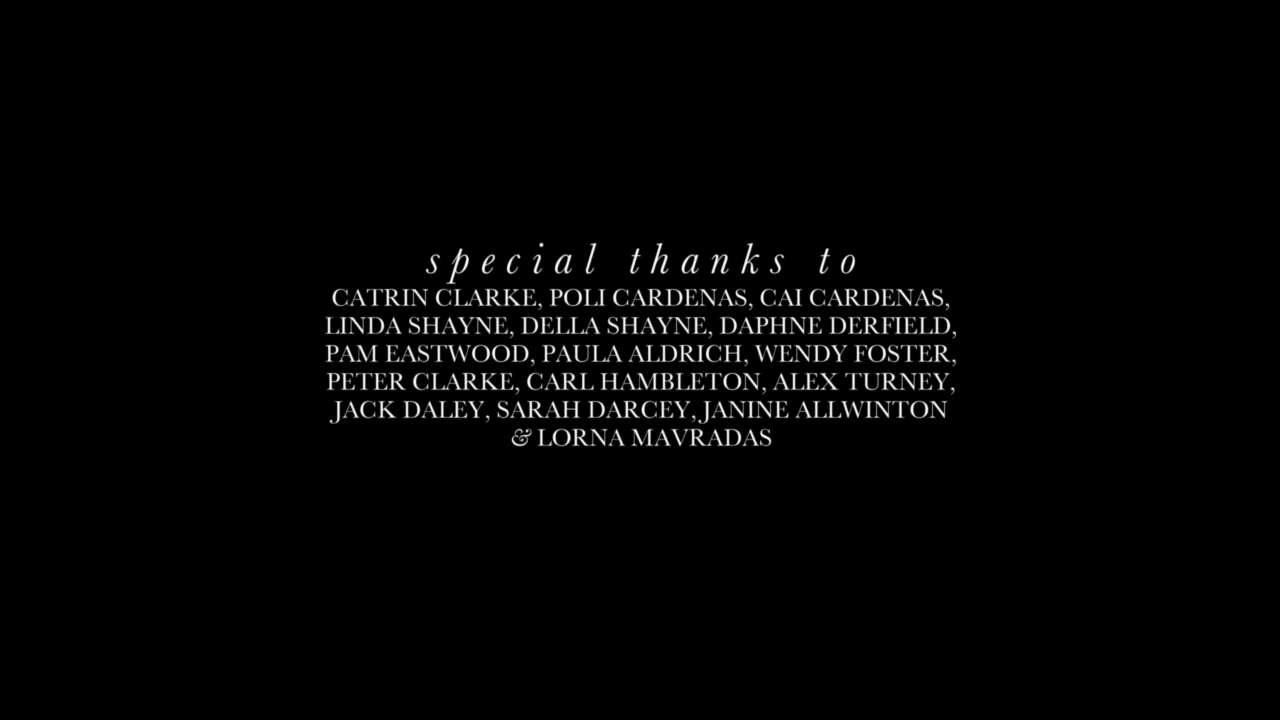 special thanks to
CATRIN CLARKE, POLI CARDENAS, CAI CARDENAS,
LINDA SHAYNE, DELLA SHAYNE, DAPHNE DERFIELD,
PAM EASTWOOD, PAULA ALDRICH, WENDY FOSTER,
PETER CLARKE, CARL HAMBLETON, ALEX TURNEY,
JACK DALEY, SARAH DARCEY, JANINE ALLWINTON
& LORNA MAVRADAS